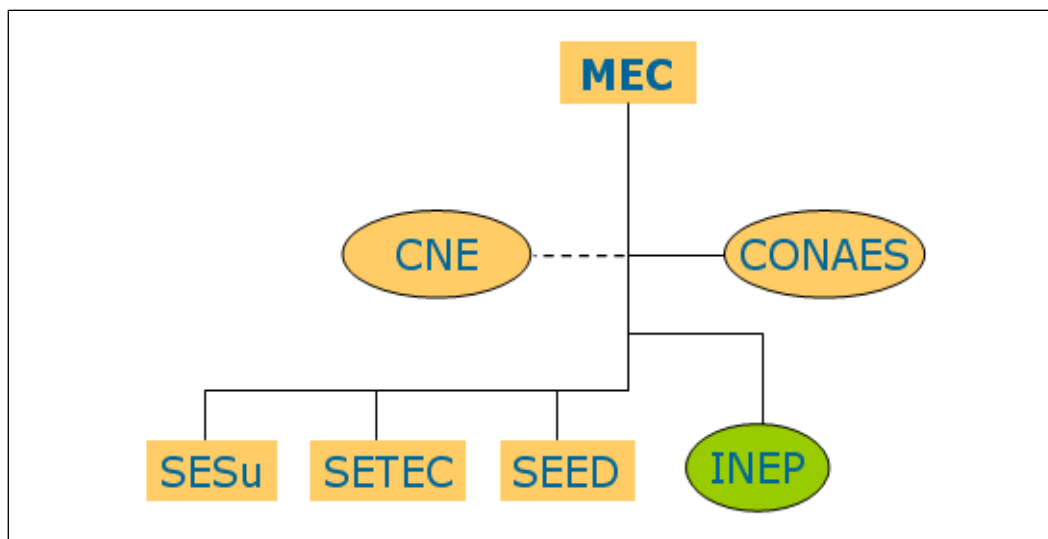 MEC
CNE
CONAES
SESu
SETEC
SEED
INEP